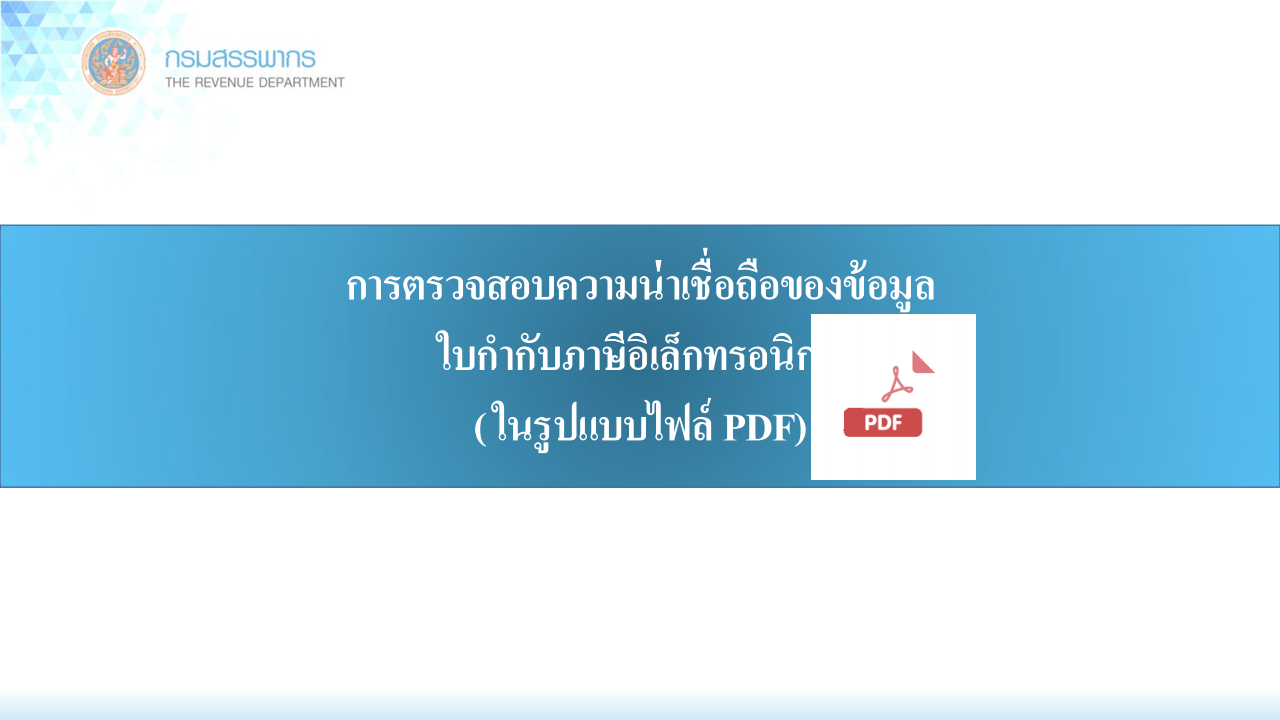 กรมสรรพากร
THE REVENUE DEPARTMENT
การตรวจสอบความน่าเชื่อถือของข้อมูล
ใบกำกับภาษีอิเล็กทรอนิก
(ในรูปแบบไฟล์ PDF)
PDF